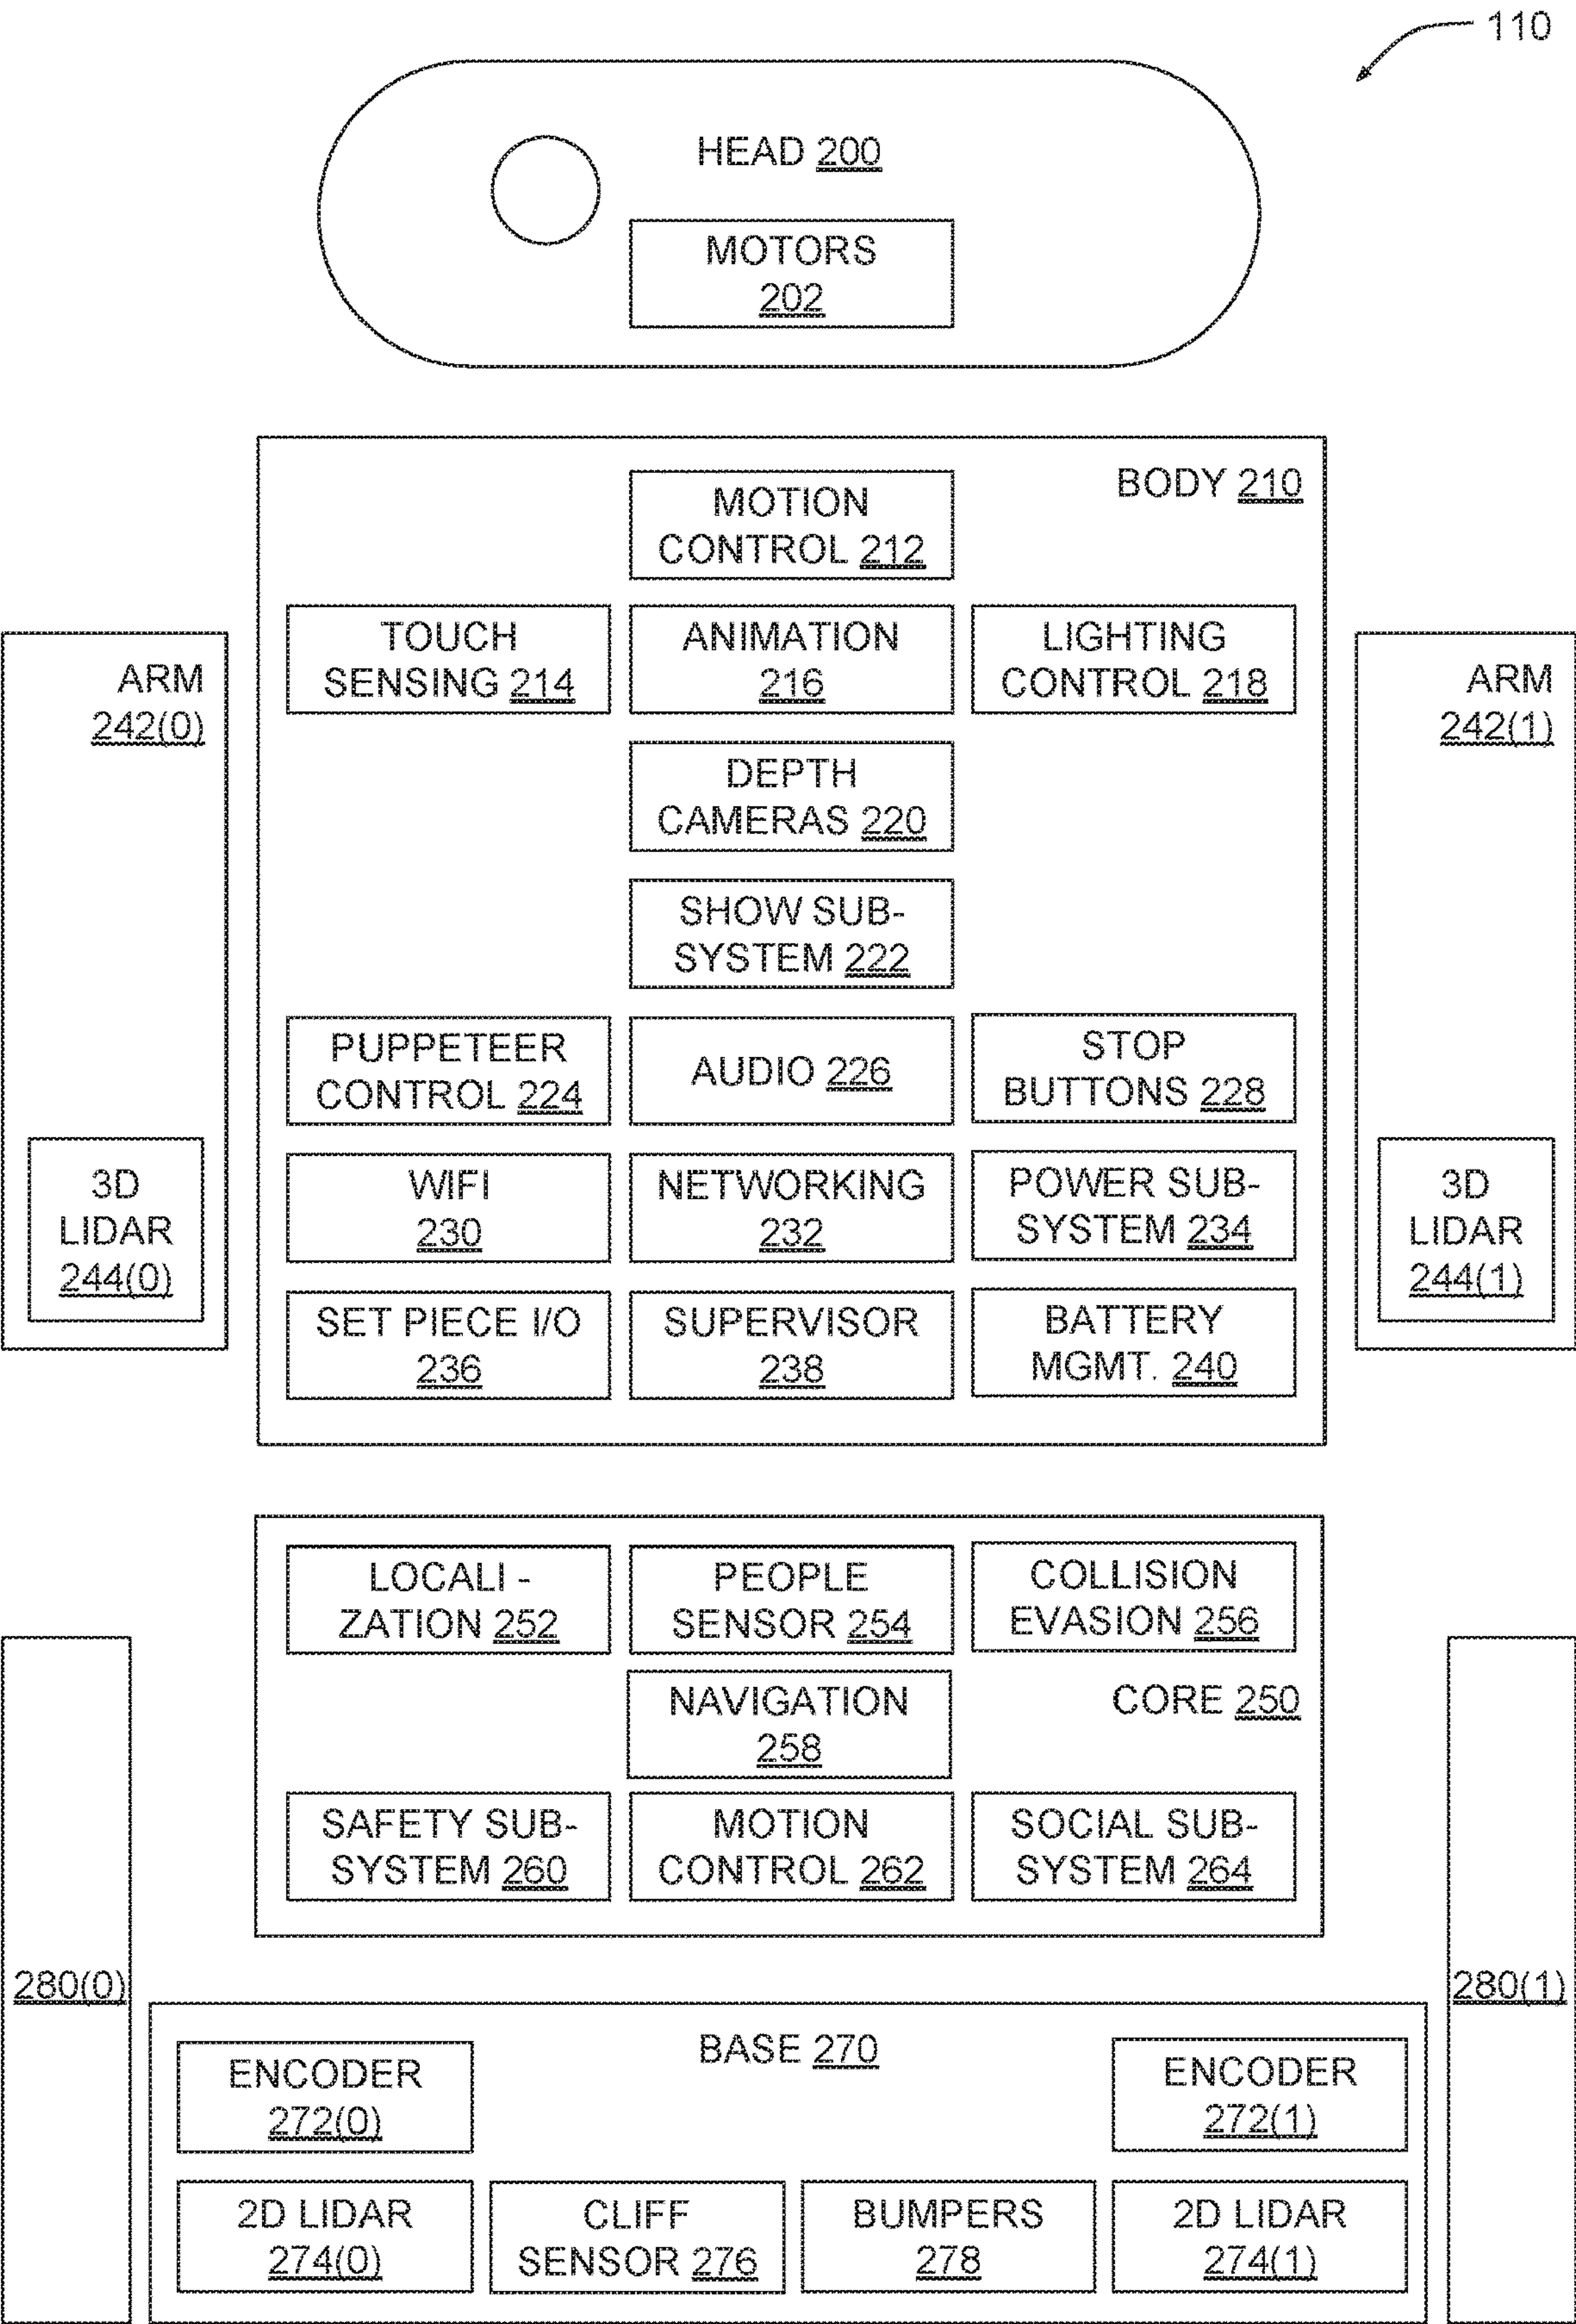 110
HEAD 200
MOTORS
202
BODY 210
MOTION
CONTROL 212
TOUCH
SENSING 214
ANIMATION
216
LIGHTING
CONTROL 218
ARM
242(0)
ARM
242(1)
DEPTH
CAMERAS 220
SHOW SUB-
SYSTEM 222
PUPPETEER
CONTROL 224
AUDIO 226
STOP
BUTTONS 228
3D
LIDAR
244(0)
WIFI
230
NETWORKING
232
POWER SUB-
SYSTEM 234
3D
LIDAR
244(1)
SET PIECE I/O
236
SUPERVISOR
238
BATTERY
MGMT. 240
LOCALI -
ZATION 252
PEOPLE
SENSOR 254
COLLISION
EVASION 256
NAVIGATION
258
CORE 250
SAFETY SUB-
SYSTEM 260
MOTION
CONTROL 262
SOCIAL SUB-
SYSTEM 264
280(0)
280(1)
BASE 270
ENCODER
272(0)
ENCODER
272(1)
2D LIDAR
274(0)
CLIFF
SENSOR 276
BUMPERS
278
2D LIDAR
274(1)